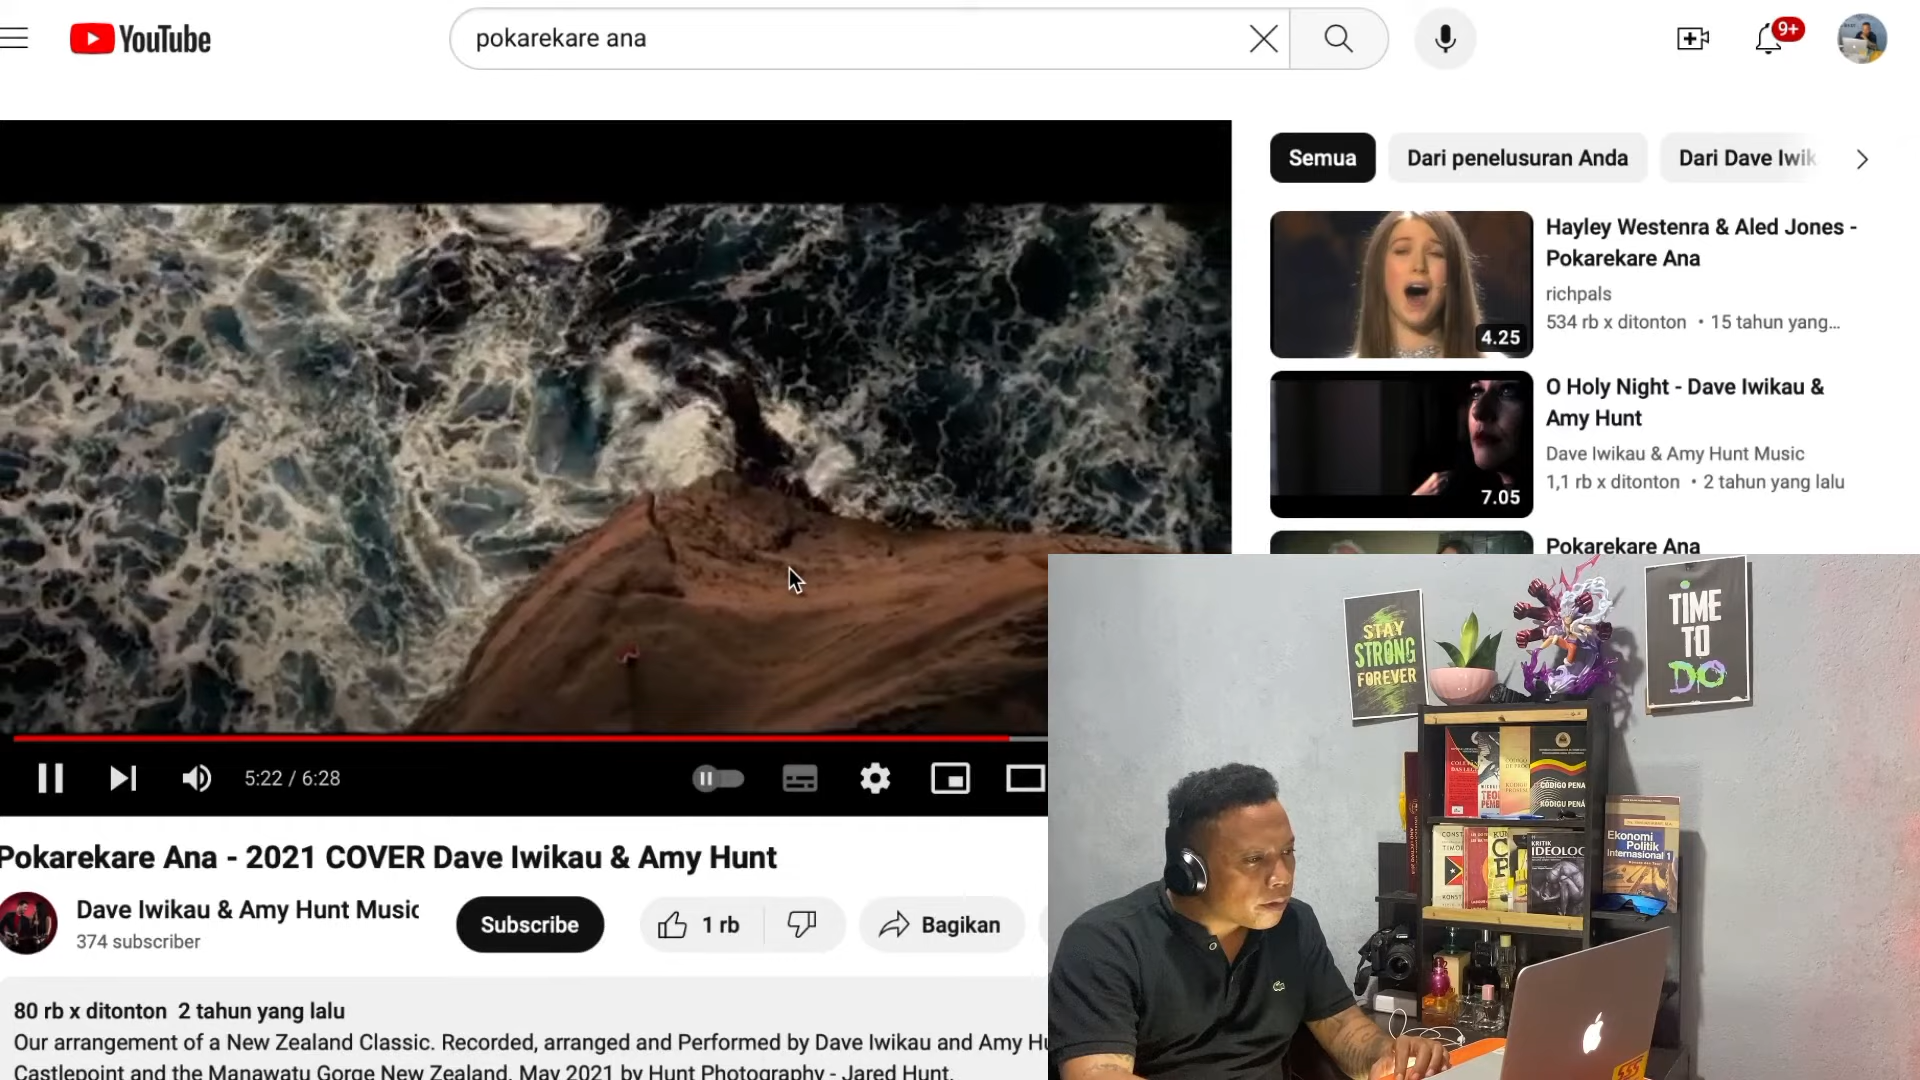 YouTube
pokarekare ana
9+
Semua
Dari penelusuran Anda
Dari Dave Iwik
Hayley Westenra & Aled Jones -
Pokarekare Ana
richpals
534 rb x ditonton • 15 tahun yang...
4.25
O Holy Night - Dave Iwikau &
Amy Hunt
Dave Iwikau & Amy Hunt Music
1,1 rb x ditonton • 2 tahun yang lalu
7.05
Pokarekare Ana
5:22 / 6:28
Pokarekare Ana - 2021 COVER Dave Iwikau & Amy Hunt
Dave Iwikau & Amy Hunt Music
374 subscriber
Subscribe
1 rb
Bagikan
80 rb x ditonton 2 tahun yang lalu
Our arrangement of a New Zealand Classic. Recorded, arranged and Performed by Dave Iwikau and Amy Hu
Castlepoint and the Manawatu Gorge New Zealand. May 2021 by Hunt Photography - Jared Hunt.
STAY
STRONG
FOREVER
TIME
TO
DO
CÓDIGO PENA
KÓDIGU PENÁ
KRITIK
IDEOLOG
Ekonomi
Politik
Internasional 1